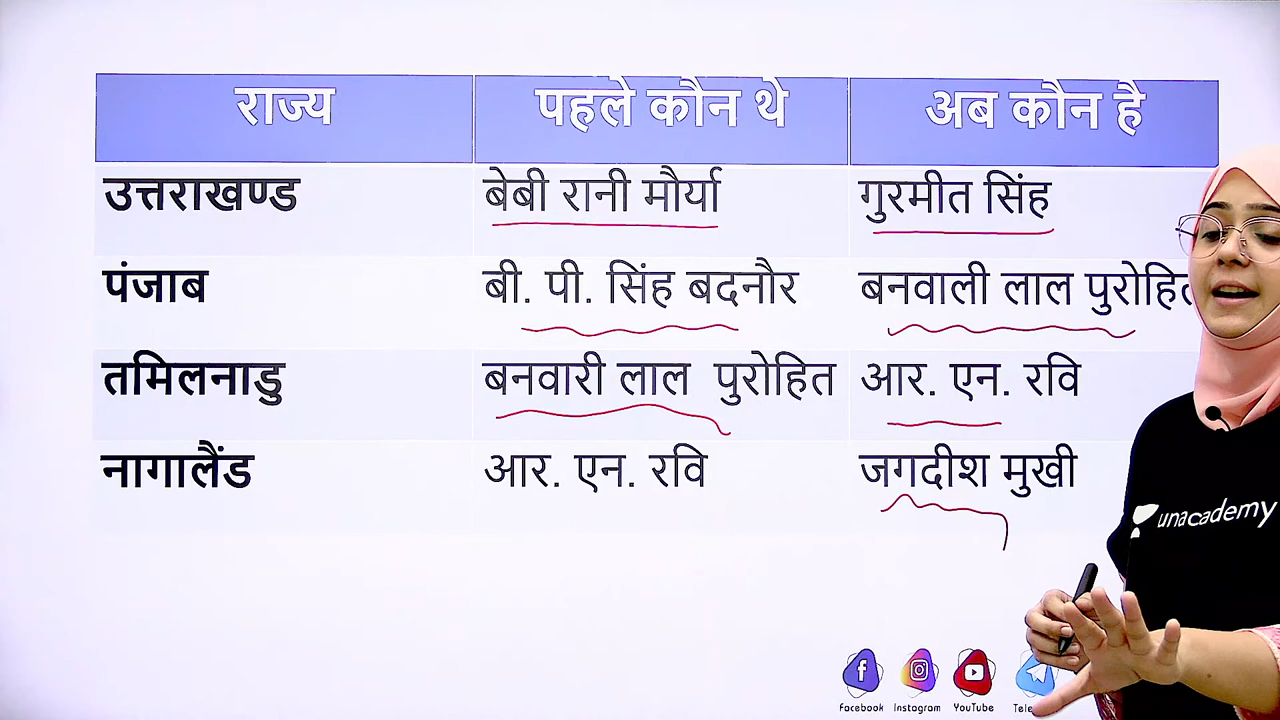 राज्य पहले कौन थे अब कौन है
उत्तराखण्ड बेबी रानी मौर्या गुरमीत सिंह
पंजाब बी. पी. सिंह बदनौर बनवाली लाल पुरोहित
तमिलनाडु बनवारी लाल पुरोहित आर. एन. रवि
नागालैंड आर. एन. रवि जगदीश मुखी
unacademy
Facebook Instagram YouTube